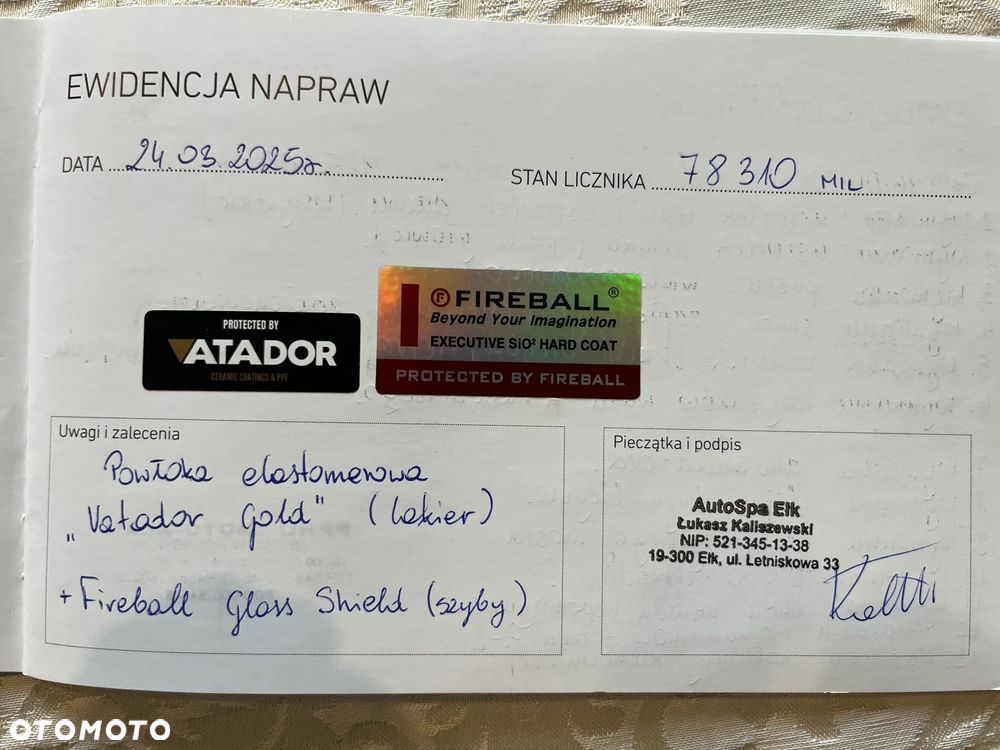 EWIDENCJA NAPRAW
DATA 24.03.2025r.
STAN LICZNIKA 78 310 MIL
PROTECTED BY
VATADOR
CERAMIC COATINGS & PPF
FIREBALL®
Beyond Your Imagination
EXECUTIVE SiO² HARD COAT
PROTECTED BY FIREBALL
Uwagi i zalecenia
Powłoka elastomerowa
„Vatador Gold" (lakier)
+ Fireball Glass Shield (szyby)
Pieczątka i podpis
AutoSpa Ełk
Łukasz Kaliszewski
NIP: 521-345-13-38
19-300 Ełk, ul. Letniskowa 33
OTOMOTO